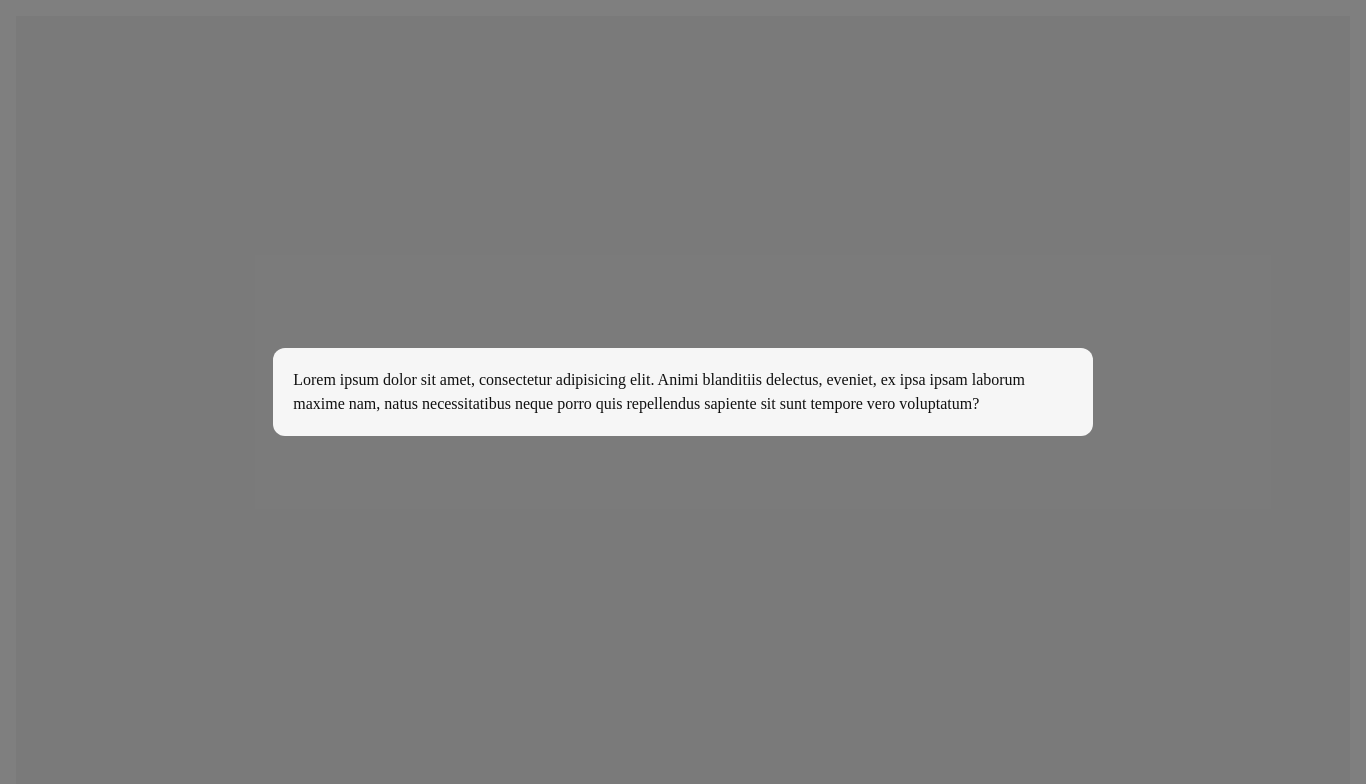 Lorem ipsum dolor sit amet, consectetur adipisicing elit. Animi blanditiis delectus, eveniet, ex ipsa ipsam laborum
maxime nam, natus necessitatibus neque porro quis repellendus sapiente sit sunt tempore vero voluptatum?